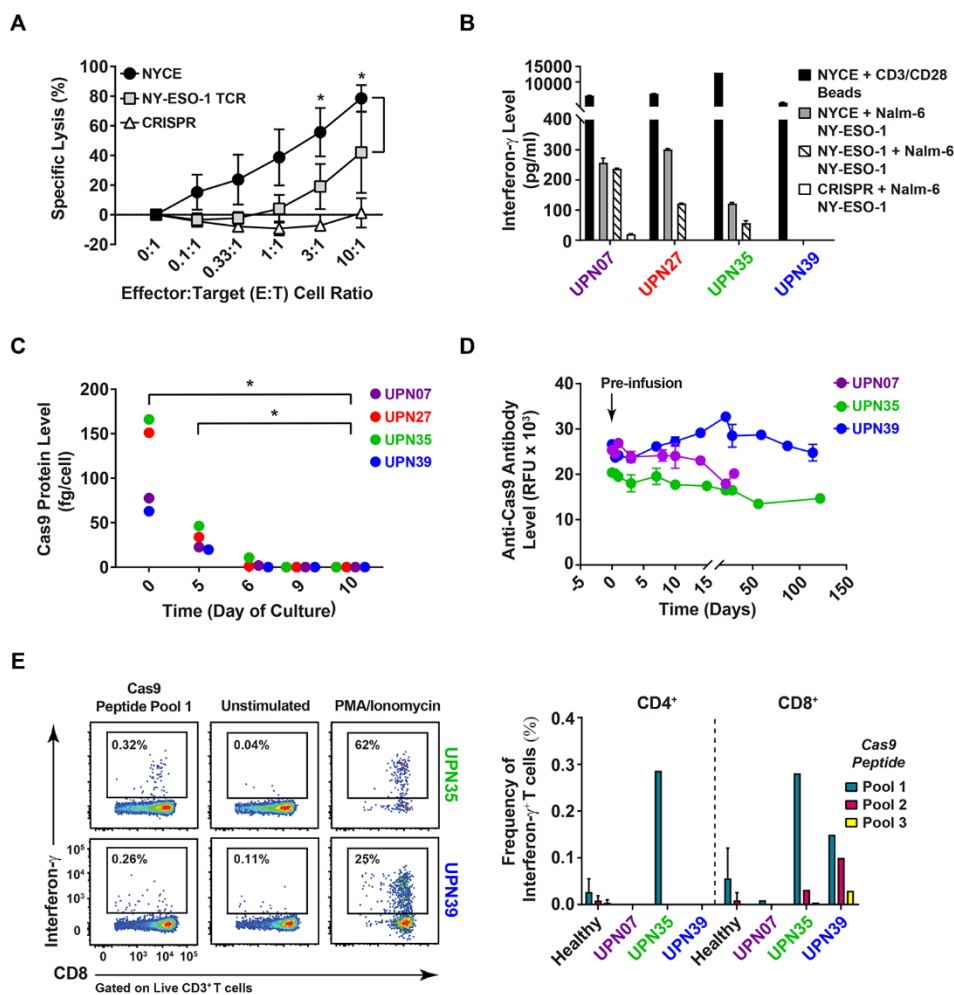 A
Specific Lysis (%)
100
80
60
40
20
0
-20
NYCE
NY-ESO-1 TCR
CRISPR
*
*
0:1
0.1:1
0.33:1
1:1
3:1
10:1
Effector:Target (E:T) Cell Ratio
B
Interferon-γ Level
(pg/ml)
15000
10000
5000
300
200
100
0
NYCE + CD3/CD28
Beads
NYCE + Nalm-6
NY-ESO-1
NY-ESO-1 + Nalm-6
NY-ESO-1
CRISPR + Nalm-6
NY-ESO-1
UPN07
UPN27
UPN35
UPN39
C
Cas9 Protein Level
(fg/cell)
200
150
100
50
0
*
*
UPN07
UPN27
UPN35
UPN39
0
5
6
9
10
Time (Day of Culture)
D
Anti-Cas9 Antibody
Level (RFU x 10³)
40
30
20
10
0
Pre-infusion
UPN07
UPN35
UPN39
-5
0
5
10
15
50
100
150
Time (Days)
E
Cas9
Peptide Pool 1
Unstimulated
PMA/Ionomycin
0.32%
0.04%
62%
UPN35
0.26%
0.11%
25%
UPN39
Interferon-γ
10⁵
10⁴
10³
0
0
10³
10⁴
10⁵
0
10³
10⁴
10⁵
0
10³
10⁴
10⁵
CD8
Gated on Live CD3⁺ T cells
CD4⁺
CD8⁺
Frequency of
Interferon-γ⁺ T cells (%)
0.4
0.3
0.2
0.1
0.0
Cas9
Peptide
Pool 1
Pool 2
Pool 3
Healthy
UPN07
UPN35
UPN39
Healthy
UPN07
UPN35
UPN39